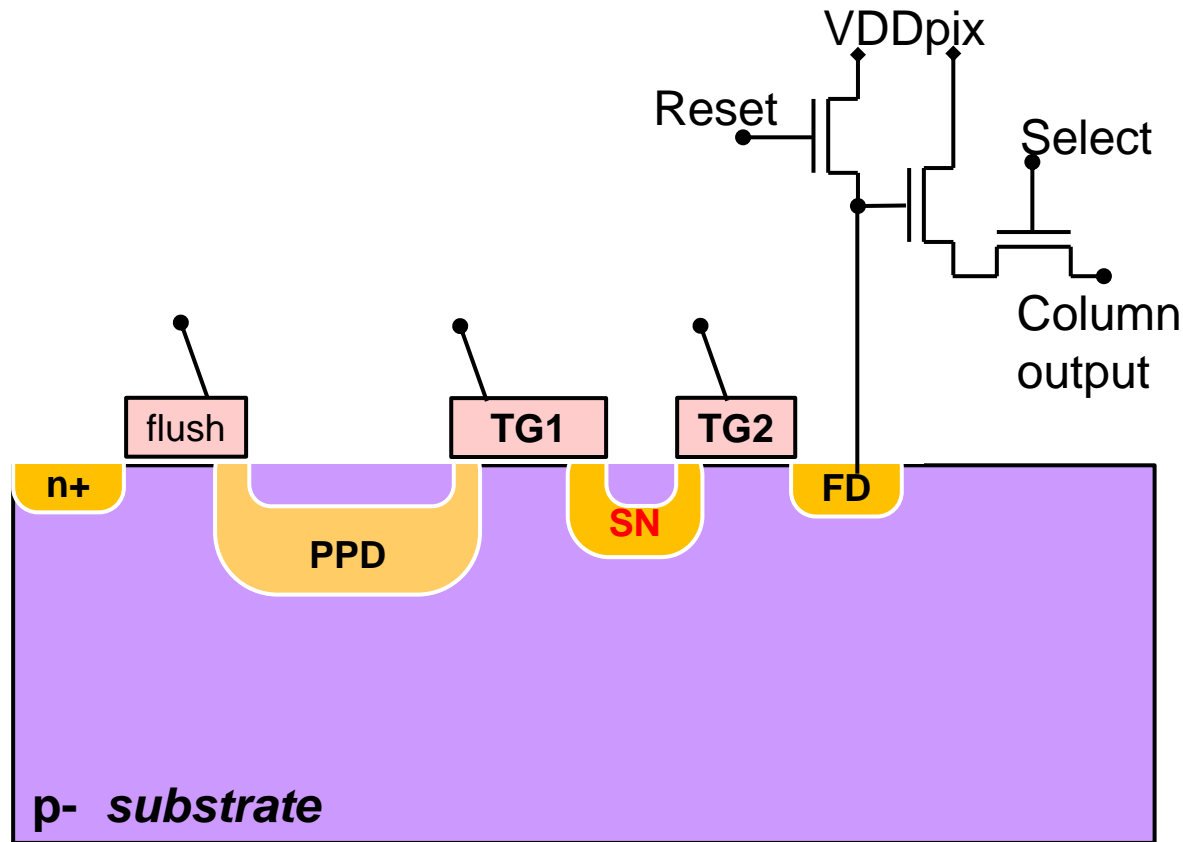 VDDpix
Reset
Select
Column
output
flush
TG1
TG2
n+
FD
SN
PPD
p- substrate